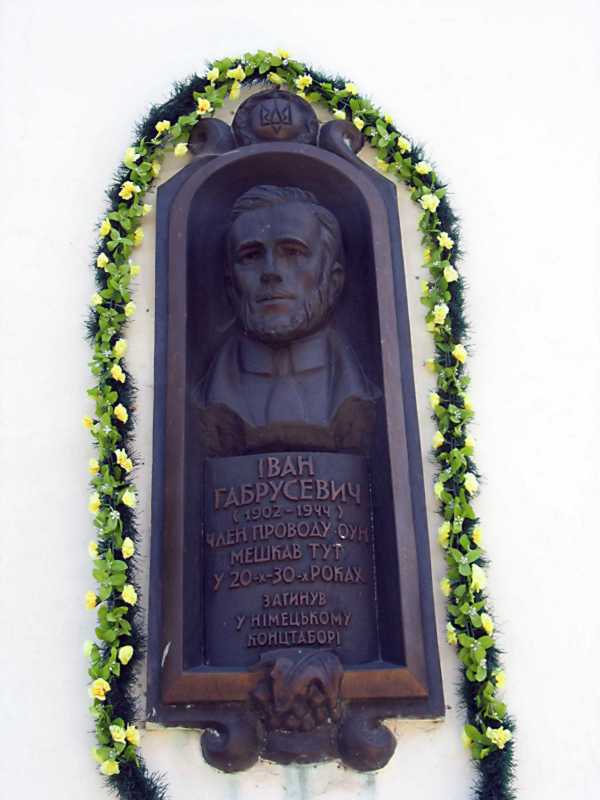 ІВАН
ГАБРУСЕВИЧ
(1902-1944)
ЧЛЕН ПРОВОДУ ОУН
МЕШКАВ ТУТ
У 20-х-30-х РОКАХ
ЗАГИНУВ
У НІМЕЦЬКОМУ
КОНЦТАБОРІ